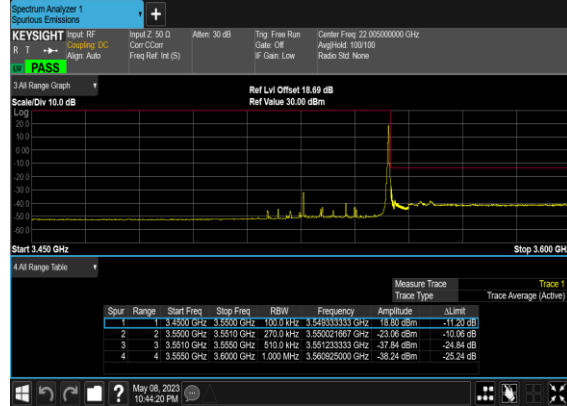 Spectrum Analyzer 1
Spurious Emissions
+
KEYSIGHT Input: RF Input Z: 50 Ω Atten: 30 dB Trig: Free Run Center Freq: 22.005000000 GHz
R T Coupling: DC Corr CCorr Gate: Off Avg|Hold: 100/100
Align: Auto Freq Ref: Int (S) IF Gain: Low Radio Std: None
PASS
3 All Range Graph
Ref Lvl Offset 18.69 dB
Scale/Div 10.0 dB Ref Value 30.00 dBm
Log
20.0
10.0
0.00
-10.0
-20.0
-30.0
-40.0
-50.0
-60.0
Start 3.450 GHz Stop 3.600 GHz
4 All Range Table
Measure Trace Trace 1
Trace Type Trace Average (Active)
Spur Range Start Freq Stop Freq RBW Frequency Amplitude ΔLimit
1 1 3.4500 GHz 3.5500 GHz 100.0 kHz 3.549333333 GHz 18.80 dBm -11.20 dB
2 2 3.5500 GHz 3.5510 GHz 270.0 kHz 3.550021667 GHz -23.06 dBm -10.06 dB
3 3 3.5510 GHz 3.5550 GHz 510.0 kHz 3.551233333 GHz -37.84 dBm -24.84 dB
4 4 3.5550 GHz 3.6000 GHz 1.000 MHz 3.560925000 GHz -38.24 dBm -25.24 dB
? May 08, 2023
10:44:20 PM